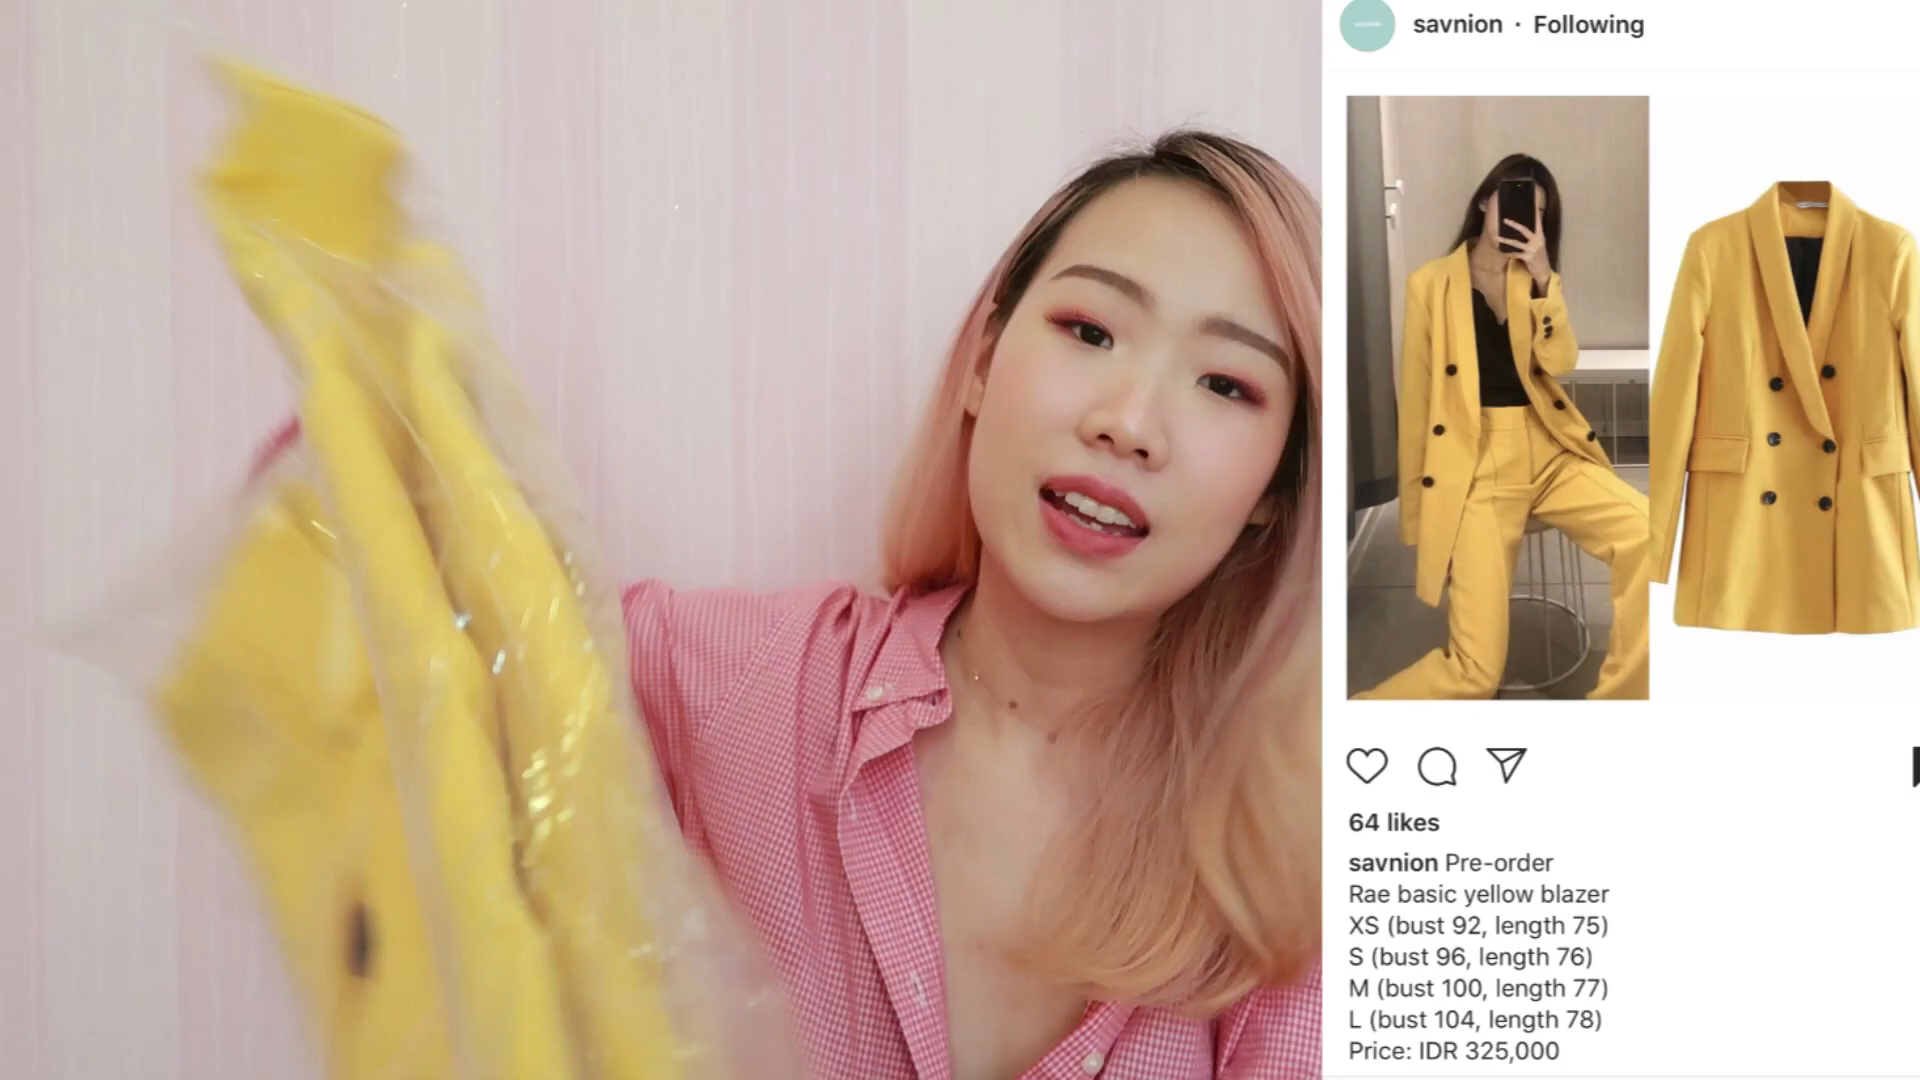 savnion · Following
64 likes
savnion Pre-order
Rae basic yellow blazer
XS (bust 92, length 75)
S (bust 96, length 76)
M (bust 100, length 77)
L (bust 104, length 78)
Price: IDR 325,000